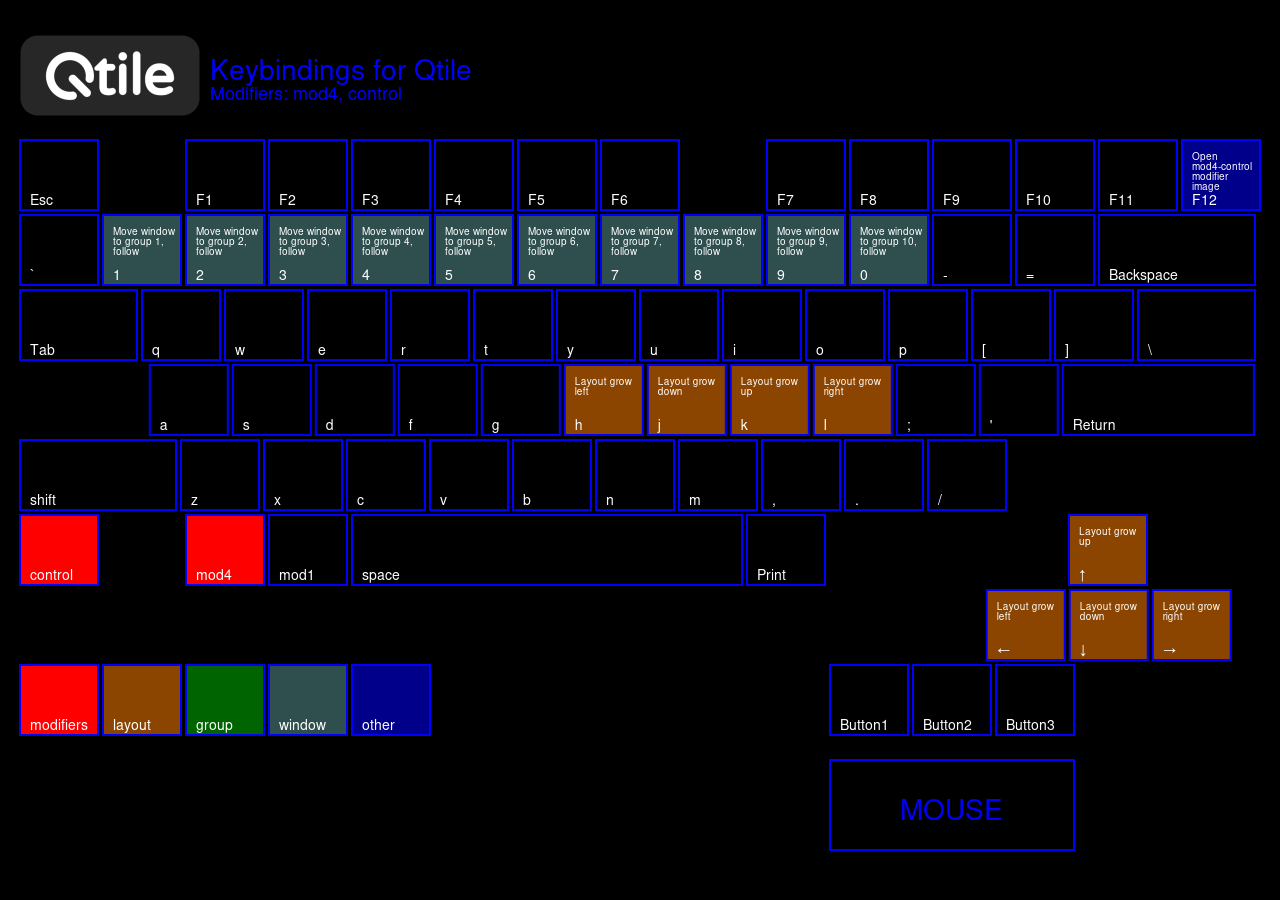 Qtile
Keybindings for Qtile
Modifiers: mod4, control
Esc
F1
F2
F3
F4
F5
F6
F7
F8
F9
F10
F11
Open
mod4-control
modifier
image
F12
`
Move window
to group 1,
follow
1
Move window
to group 2,
follow
2
Move window
to group 3,
follow
3
Move window
to group 4,
follow
4
Move window
to group 5,
follow
5
Move window
to group 6,
follow
6
Move window
to group 7,
follow
7
Move window
to group 8,
follow
8
Move window
to group 9,
follow
9
Move window
to group 10,
follow
0
-
=
Backspace
Tab
q
w
e
r
t
y
u
i
o
p
[
]
\
a
s
d
f
g
Layout grow
left
h
Layout grow
down
j
Layout grow
up
k
Layout grow
right
l
;
'
Return
shift
z
x
c
v
b
n
m
,
.
/
control
mod4
mod1
space
Print
Layout grow
up
↑
Layout grow
left
←
Layout grow
down
↓
Layout grow
right
→
modifiers
layout
group
window
other
Button1
Button2
Button3
MOUSE